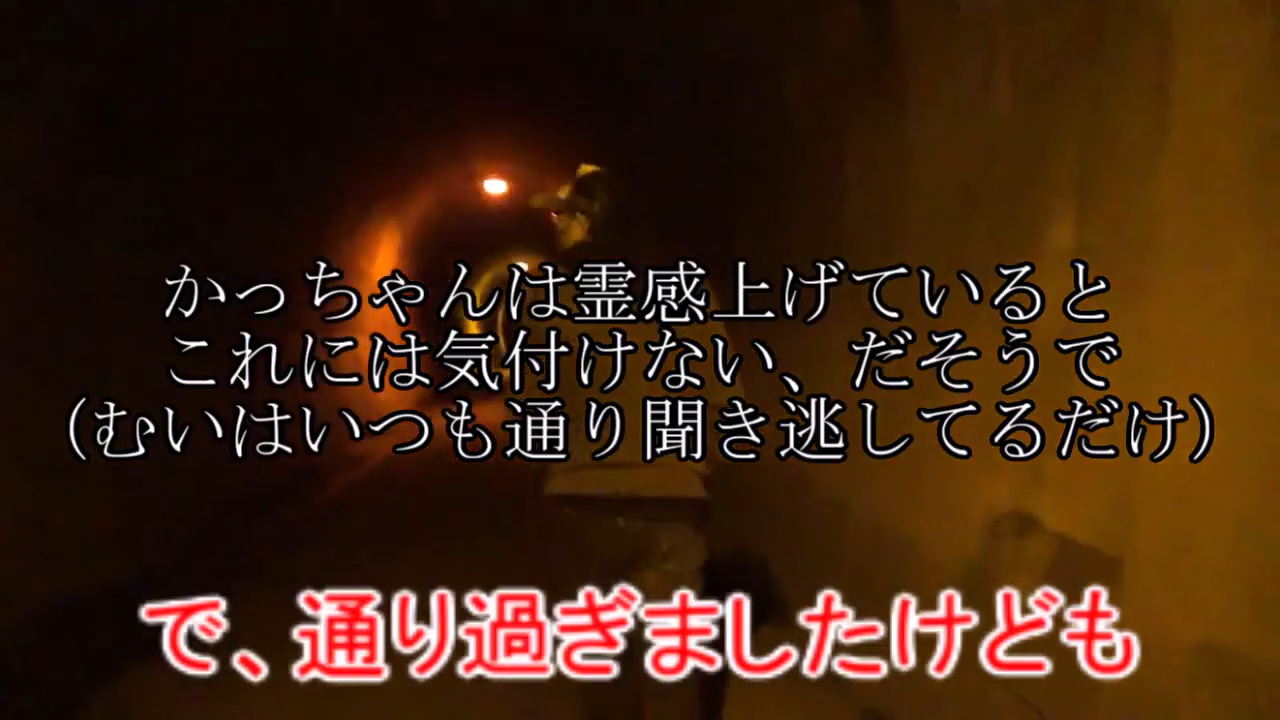 かっちゃんは霊感上げていると
これには気付けない、だそうで
(むいはいつも通り聞き逃してるだけ)
で、通り過ぎましたけども